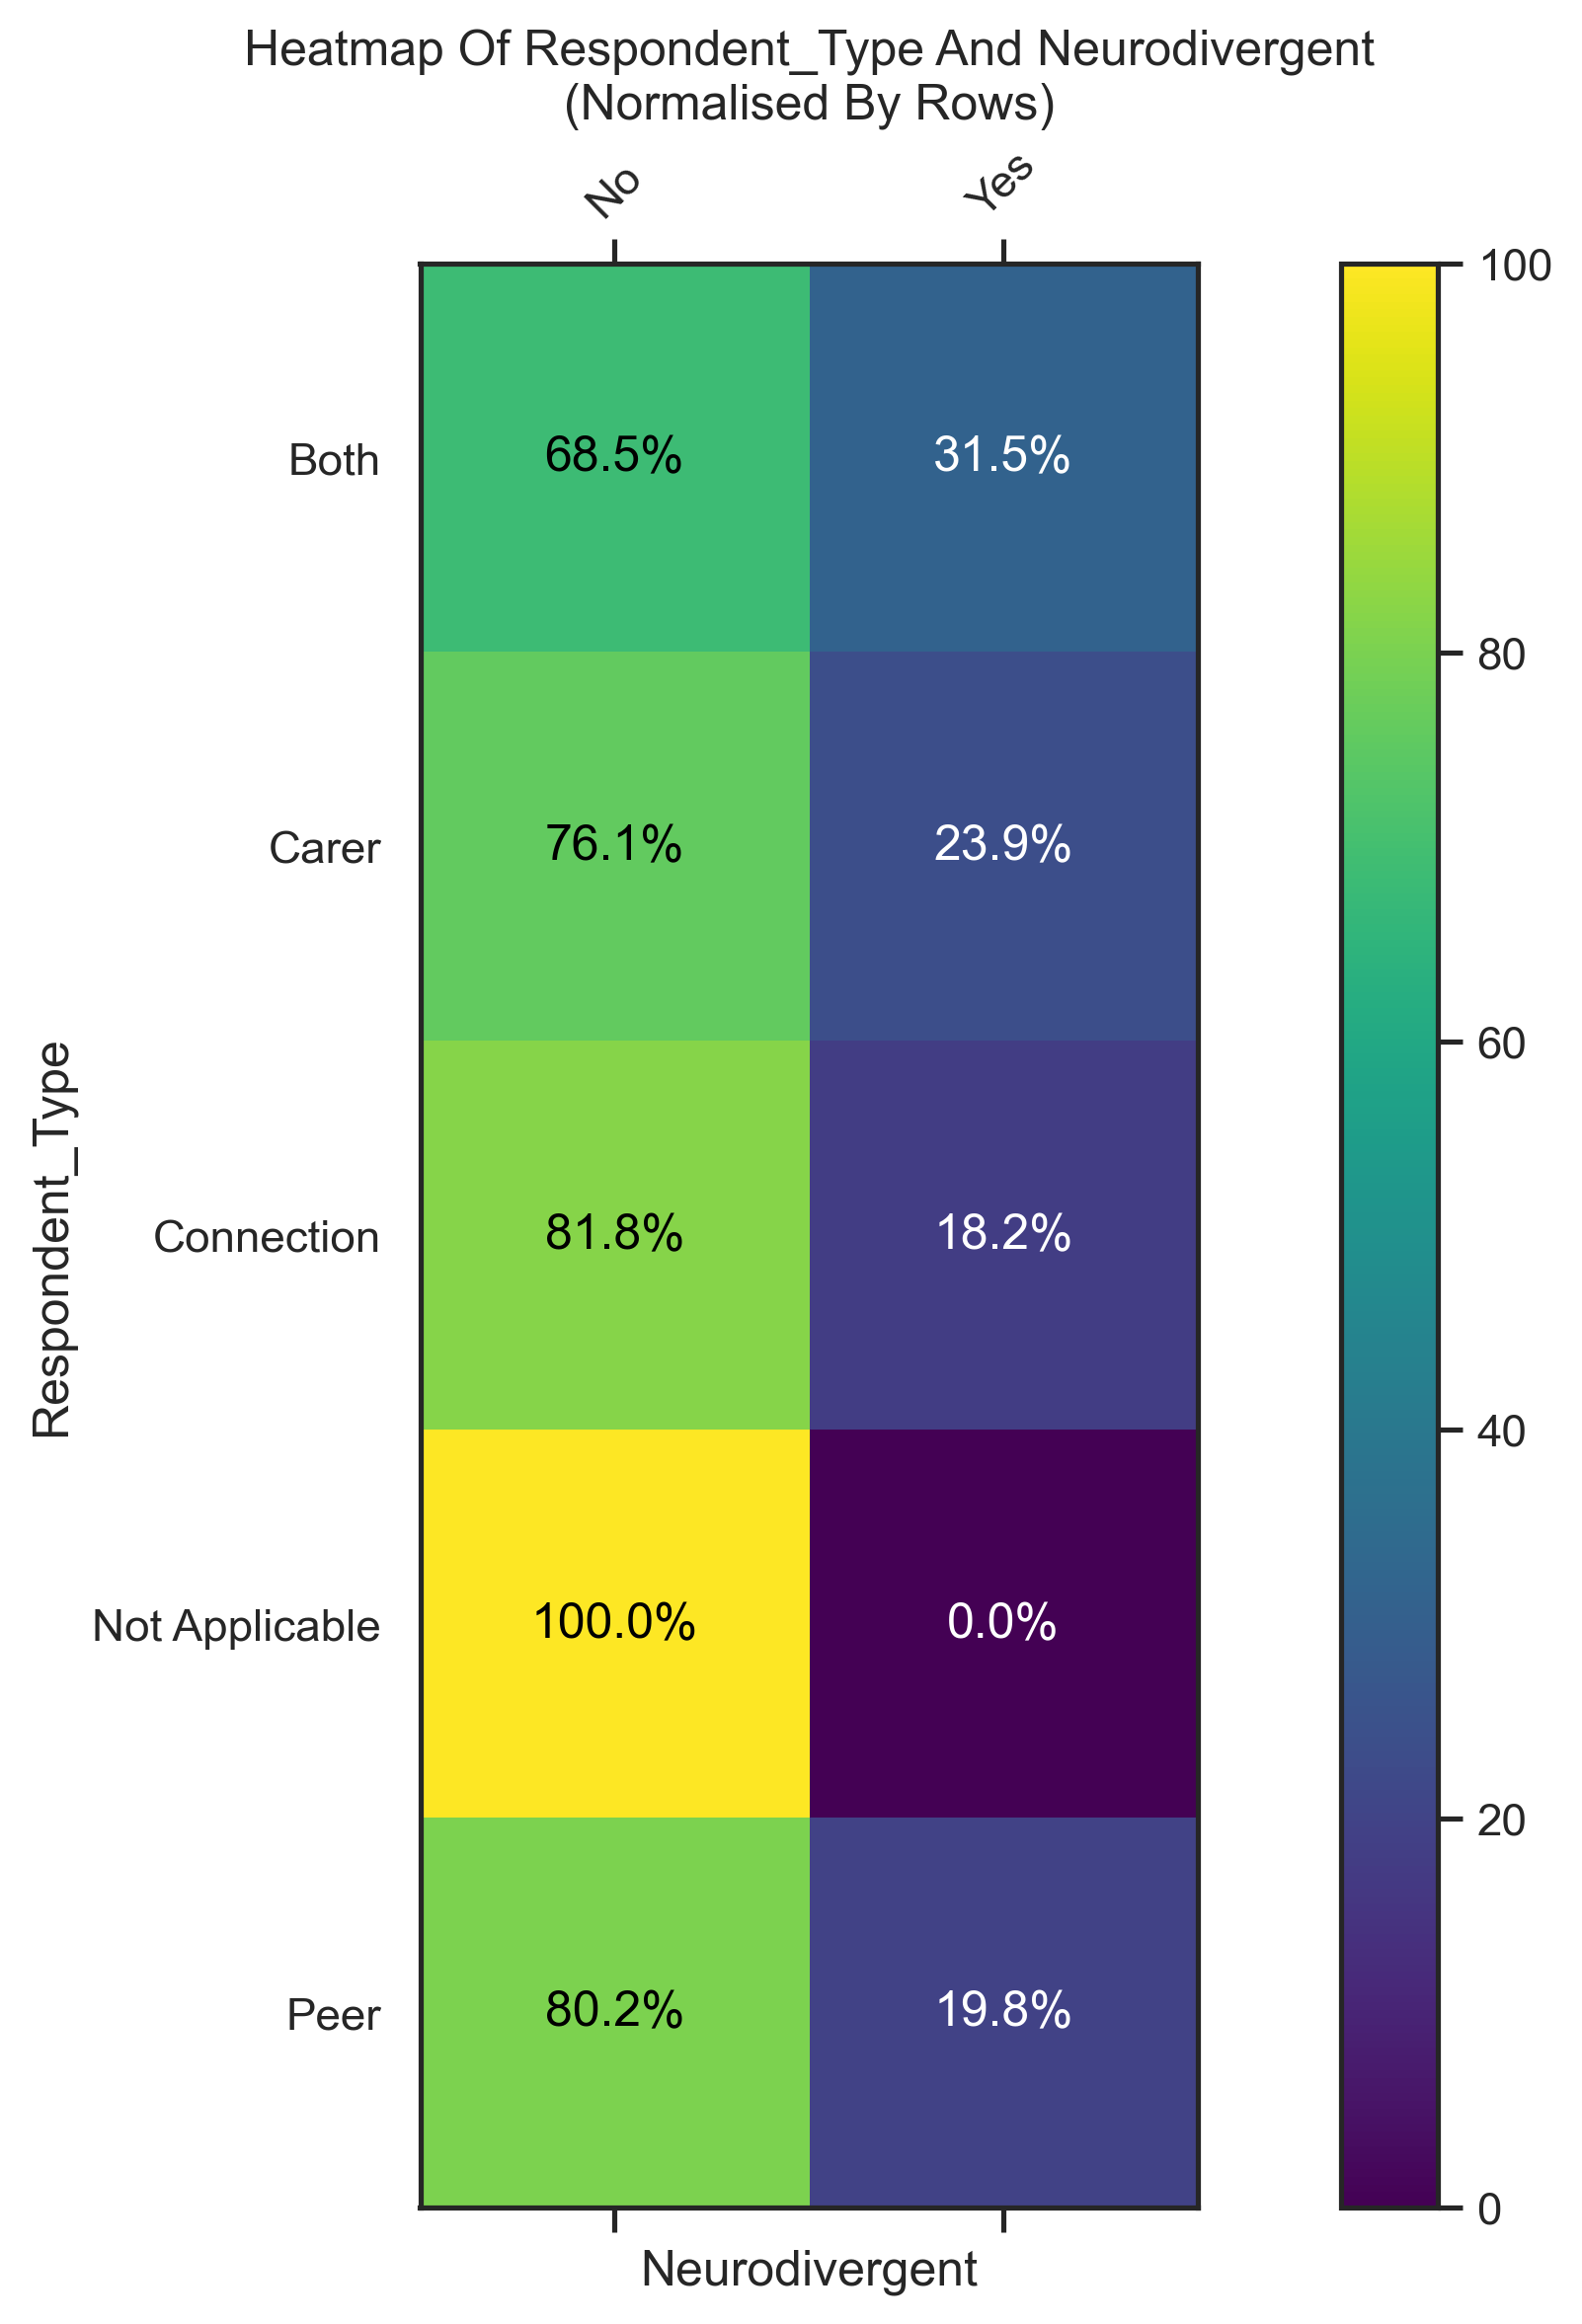 Heatmap Of Respondent_Type And Neurodivergent
(Normalised By Rows)
No Yes
100
Both 68.5% 31.5%
80
Carer 76.1% 23.9%
60
Respondent_Type
Connection 81.8% 18.2%
40
Not Applicable 100.0% 0.0%
20
Peer 80.2% 19.8%
0
Neurodivergent